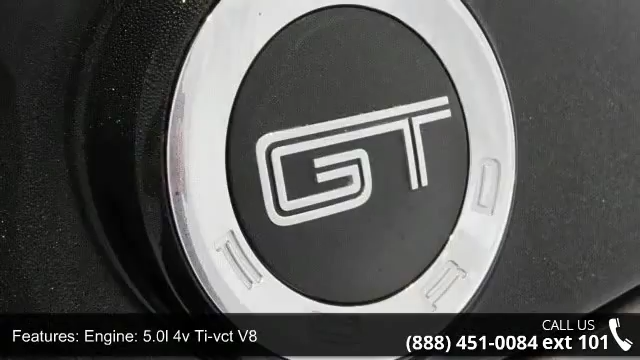 GT
CALL US
Features: Engine: 5.0l 4v Ti-vct V8
(888) 451-0084 ext 101